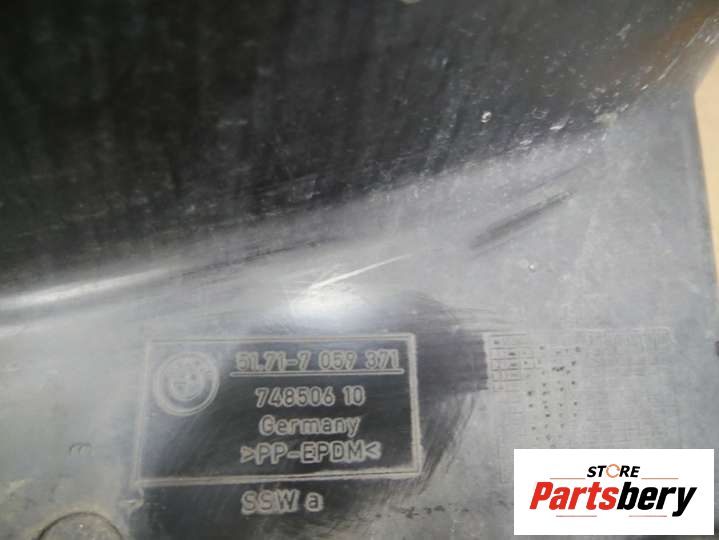 51.71-7 059 371
748506 10
Germany
>PP-EPDM<
SSW a
STORE
Partsbery